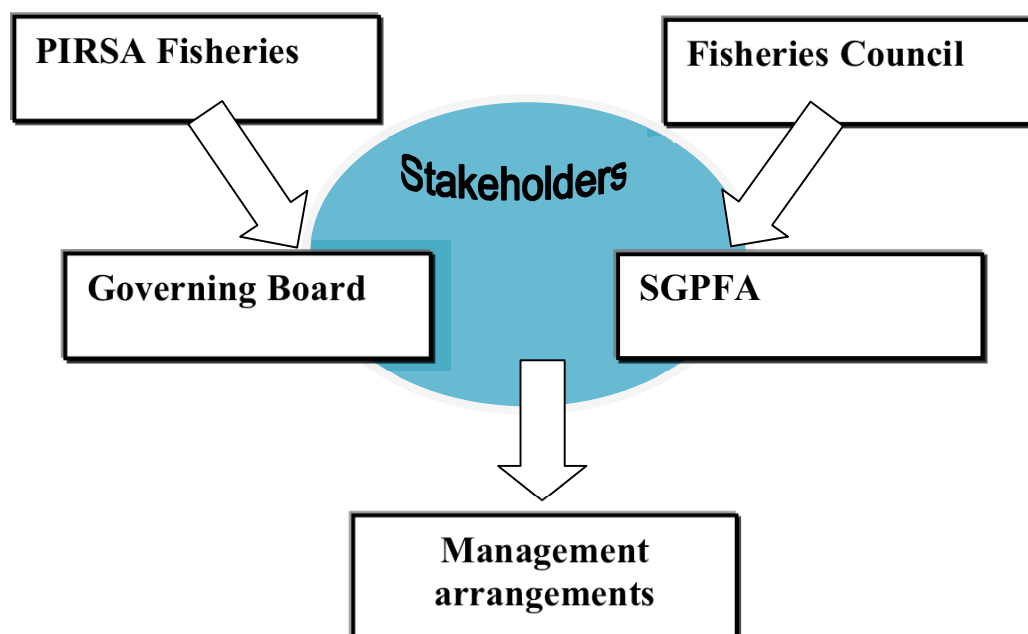 PIRSA Fisheries
Fisheries Council
Stakeholders
Governing Board
SGPFA
Management
arrangements